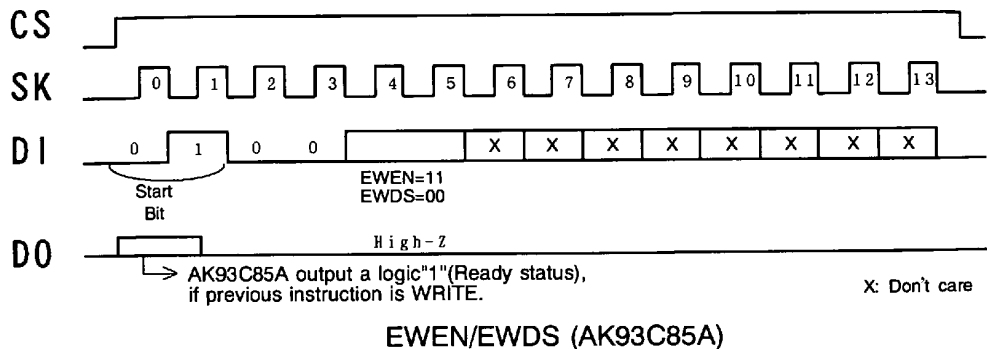 CS
SK 0 1 2 3 4 5 6 7 8 9 10 11 12 13
DI 0 1 0 0 X X X X X X X X
EWEN=11
EWDS=00
Start
Bit
DO High-Z
AK93C85A output a logic"1"(Ready status),
if previous instruction is WRITE.
X: Don't care
EWEN/EWDS (AK93C85A)